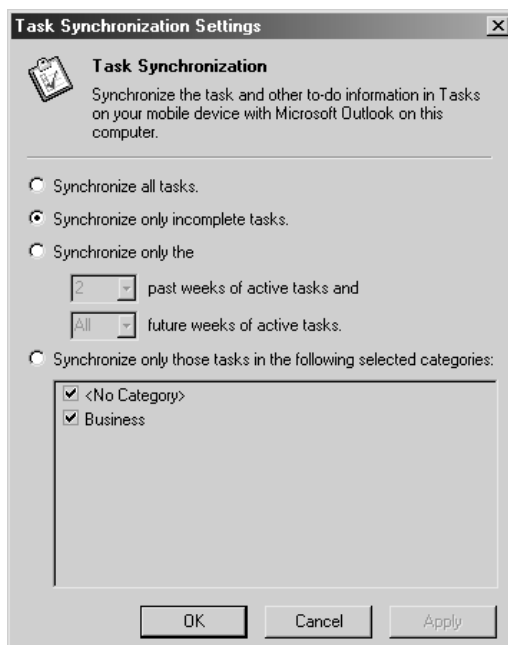 Task Synchronization Settings
Task Synchronization
Synchronize the task and other to-do information in Tasks
on your mobile device with Microsoft Outlook on this
computer.
Synchronize all tasks.
Synchronize only incomplete tasks.
Synchronize only the
2 past weeks of active tasks and
All future weeks of active tasks.
Synchronize only those tasks in the following selected categories:
<No Category>
Business
OK Cancel Apply